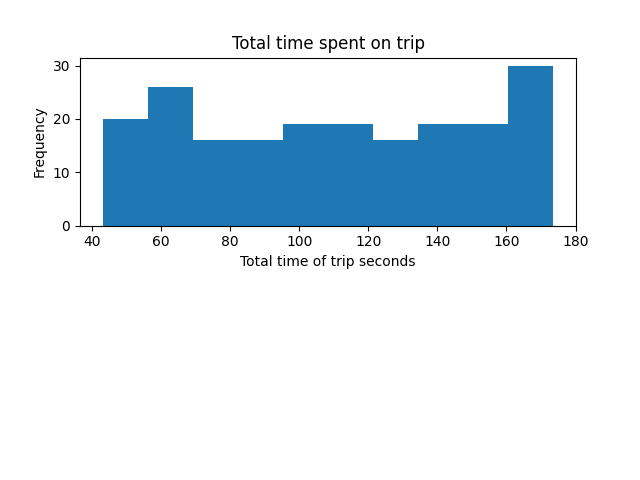 Total time spent on trip
Frequency
30
20
10
0
40 60 80 100 120 140 160 180
Total time of trip seconds